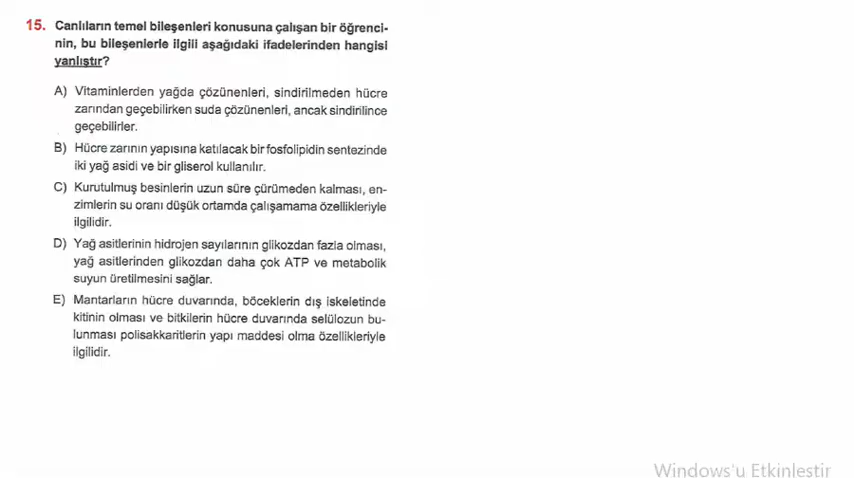 15. Canlıların temel bileşenleri konusuna çalışan bir öğrenci-
nin, bu bileşenlerle ilgili aşağıdaki ifadelerinden hangisi
yanlıştır?
A) Vitaminlerden yağda çözünenleri, sindirilmeden hücre
zarından geçebilirken suda çözünenleri, ancak sindirilince
geçebilirler.
B) Hücre zarının yapısına katılacak bir fosfolipidin sentezinde
iki yağ asidi ve bir gliserol kullanılır.
C) Kurutulmuş besinlerin uzun süre çürümeden kalması, en-
zimlerin su oranı düşük ortamda çalışamama özellikleriyle
ilgilidir.
D) Yağ asitlerinin hidrojen sayılarının glikozdan fazla olması,
yağ asitlerinden glikozdan daha çok ATP ve metabolik
suyun üretilmesini sağlar.
E) Mantarların hücre duvarında, böceklerin dış iskeletinde
kitinin olması ve bitkilerin hücre duvarında selülozun bu-
lunması polisakkaritlerin yapı maddesi olma özellikleriyle
ilgilidir.
Windows'u Etkinleştir